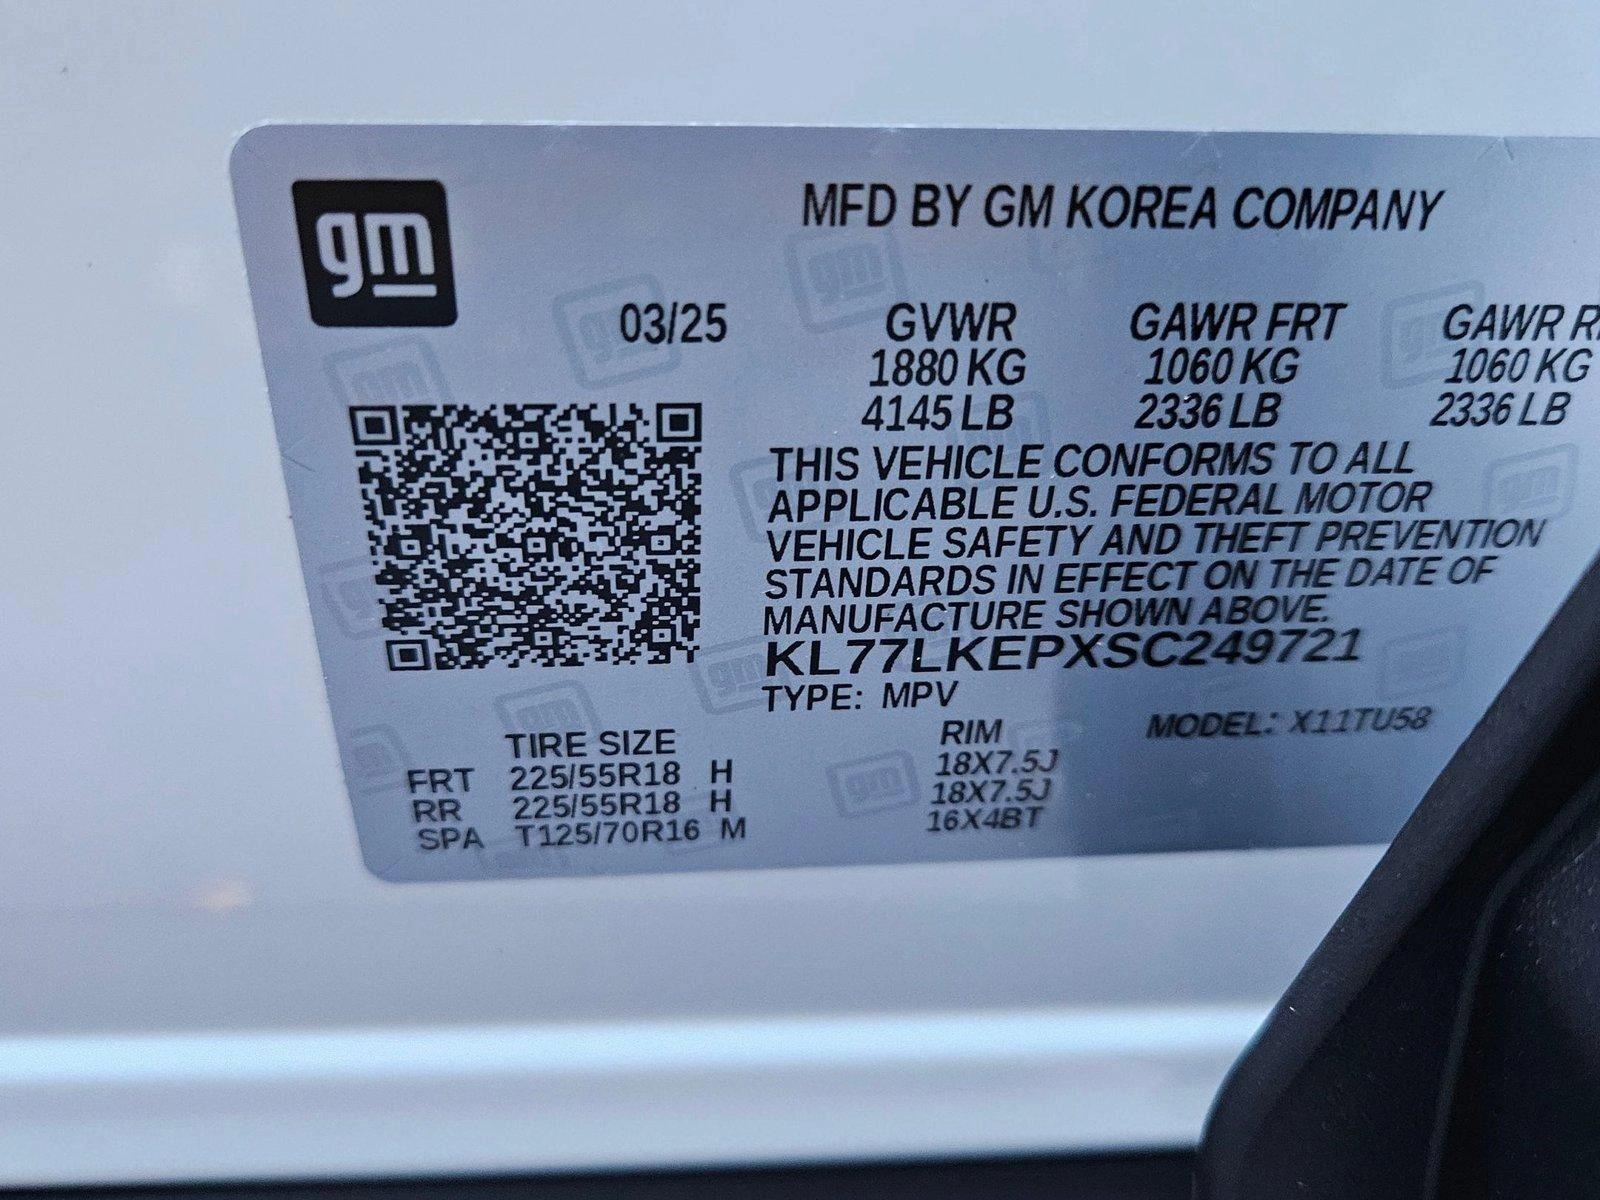 gm
MFD BY GM KOREA COMPANY
03/25 GVWR GAWR FRT GAWR
1880 KG 1060 KG 1060 KG
4145 LB 2336 LB 2336 LB
THIS VEHICLE CONFORMS TO ALL
APPLICABLE U.S. FEDERAL MOTOR
VEHICLE SAFETY AND THEFT PREVENTION
STANDARDS IN EFFECT ON THE DATE OF
MANUFACTURE SHOWN ABOVE.
KL77LKEPXSC249721
TYPE: MPV
MODEL: X11TU58
TIRE SIZE RIM
FRT 225/55R18 H 18X7.5J
RR 225/55R18 H 18X7.5J
SPA T125/70R16 M 16X4BT